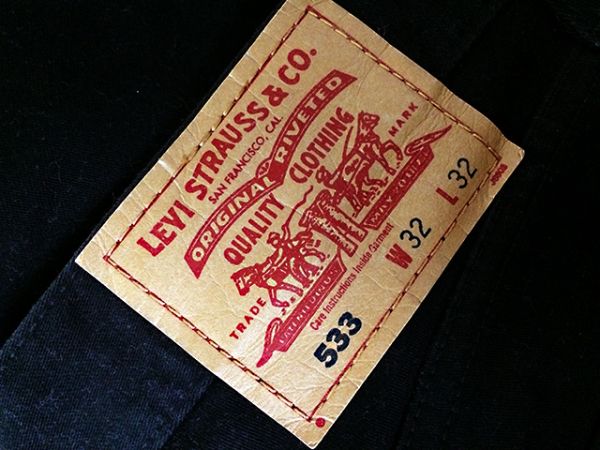 LEVI STRAUSS & CO.
SAN FRANCISCO, CAL.
ORIGINAL RIVETED
QUALITY CLOTHING
TRADE MARK
Care Instructions Inside Garment
533 W 32 L 32